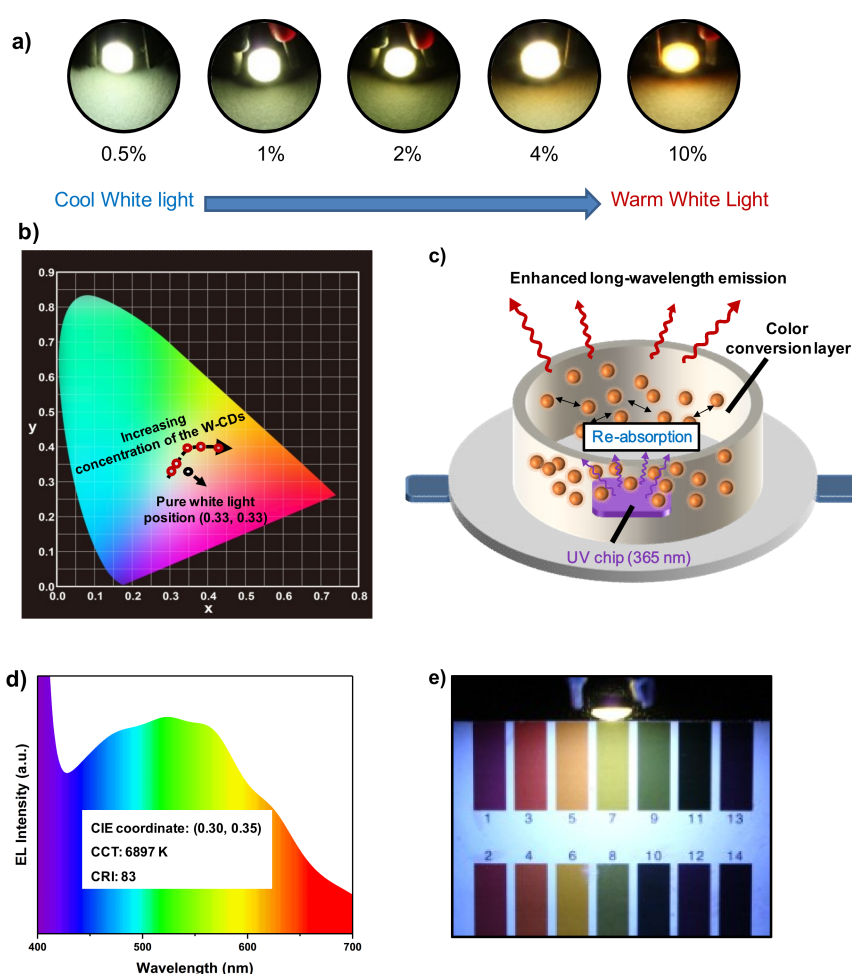 a)
0.5%
1%
2%
4%
10%
Cool White light
Warm White Light
b)
0.9
0.8
0.7
0.6
0.5
0.4
0.3
0.2
0.1
0.0
y
0.0 0.1 0.2 0.3 0.4 0.5 0.6 0.7 0.8
x
Increasing
concentration of the W-CDs
Pure white light
position (0.33, 0.33)
c)
Enhanced long-wavelength emission
Color
conversion layer
Re-absorption
UV chip (365 nm)
d)
EL Intensity (a.u.)
CIE coordinate: (0.30, 0.35)
CCT: 6897 K
CRI: 83
400 500 600 700
Wavelength (nm)
e)
1 3 5 7 9 11 13
2 4 6 8 10 12 14